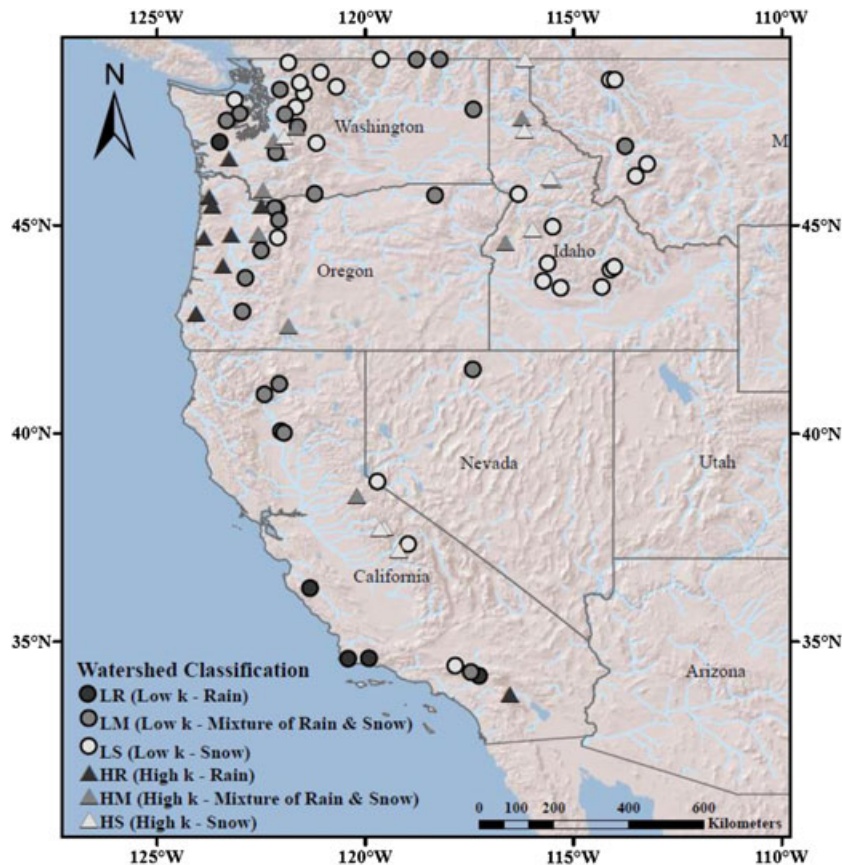 125°W 120°W 115°W 110°W
N
Washington
M
45°N 45°N
Oregon
Idaho
40°N 40°N
Nevada
Utah
California
35°N 35°N
Arizona
Watershed Classification
LR (Low k - Rain)
LM (Low k - Mixture of Rain & Snow)
LS (Low k - Snow)
HR (High k - Rain)
HM (High k - Mixture of Rain & Snow)
HS (High k - Snow)
0 100 200 400 600
Kilometers
125°W 120°W 115°W 110°W